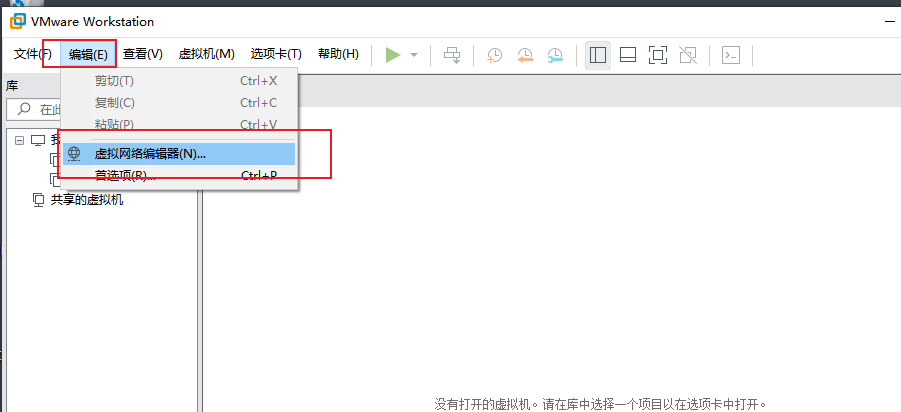 VMware Workstation
文件(F) 编辑(E) 查看(V) 虚拟机(M) 选项卡(T) 帮助(H)
库
剪切(T) Ctrl+X
复制(C) Ctrl+C
在此
粘贴(P) Ctrl+V
虚拟网络编辑器(N)...
首选项(R)... Ctrl+P
共享的虚拟机
没有打开的虚拟机。请在库中选择一个项目以在选项卡中打开。